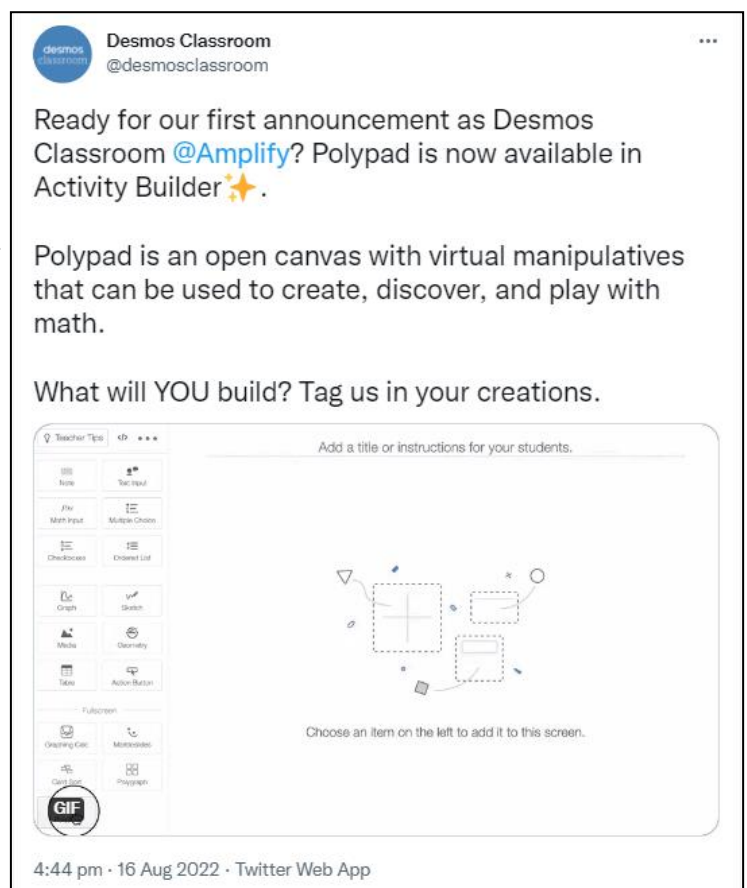 desmos
classroom
Desmos Classroom
@desmosclassroom
Ready for our first announcement as Desmos
Classroom @Amplify? Polypad is now available in
Activity Builder✨.
Polypad is an open canvas with virtual manipulatives
that can be used to create, discover, and play with
math.
What will YOU build? Tag us in your creations.
Teacher Tips
Add a title or instructions for your students.
Note
Text Input
Math Input
Multiple Choice
Checkboxes
Ordered List
Graph
Sketch
Media
Geometry
Table
Action Button
Fullscreen
Graphing Calc
Marbleslides
Card Sort
Polygraph
Choose an item on the left to add it to this screen.
GIF
4:44 pm · 16 Aug 2022 · Twitter Web App